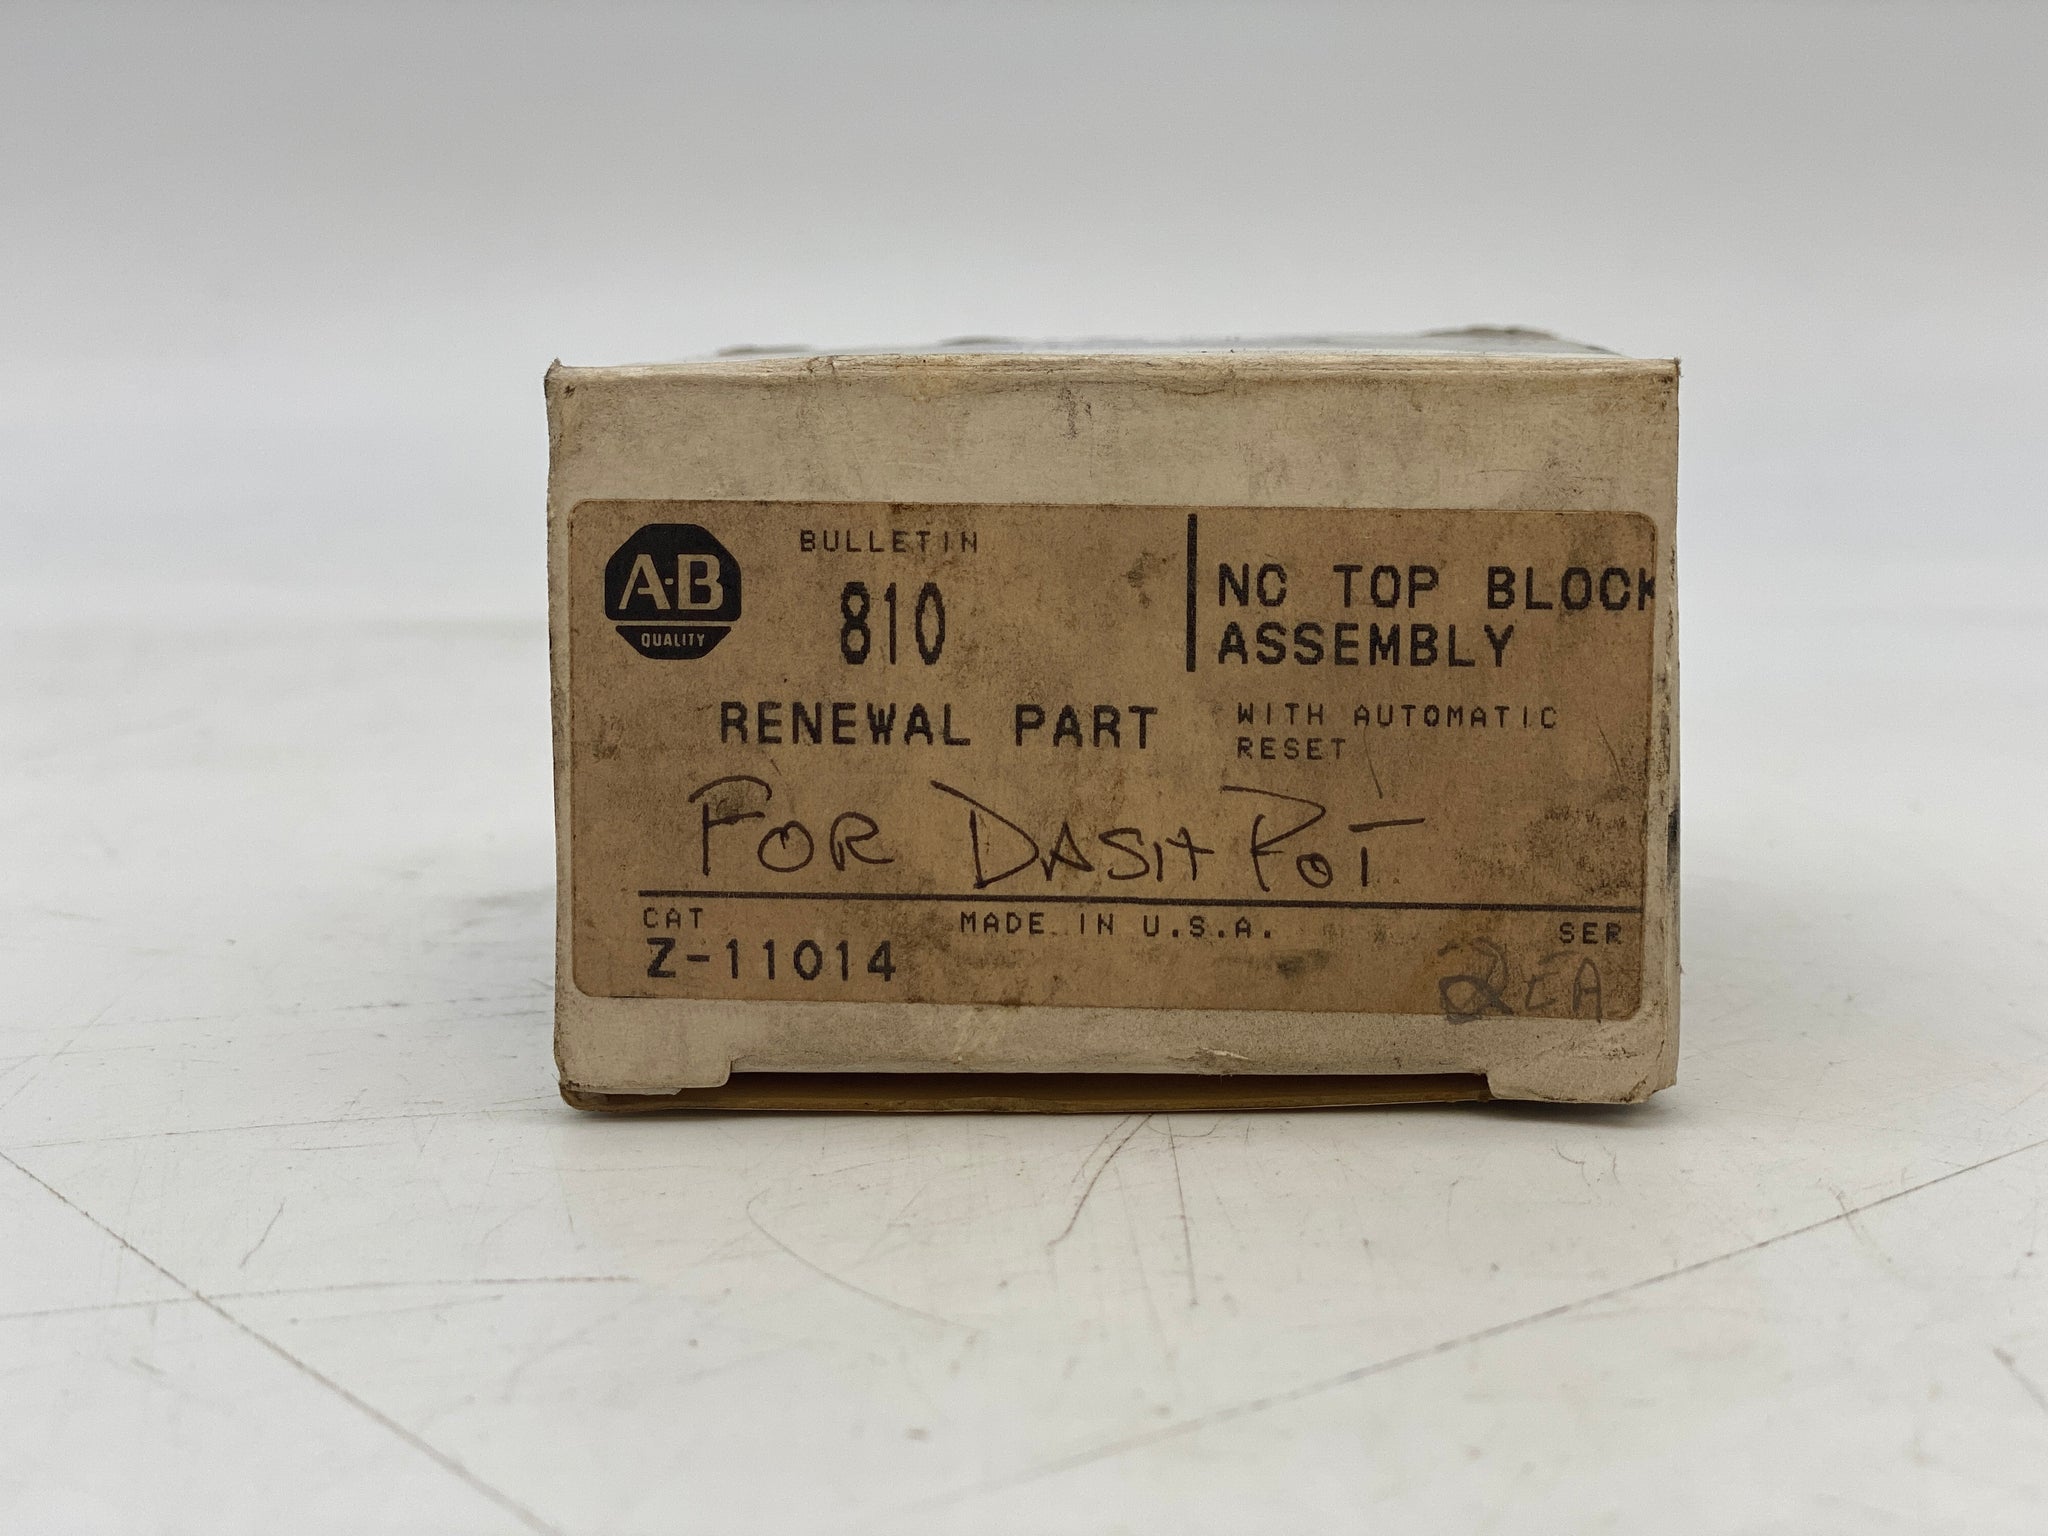 A-B
QUALITY
BULLETIN
810
RENEWAL PART
NC TOP BLOCK
ASSEMBLY
WITH AUTOMATIC
RESET
FOR DASH POT
CAT
Z-11014
MADE IN U.S.A.
SER
2EA